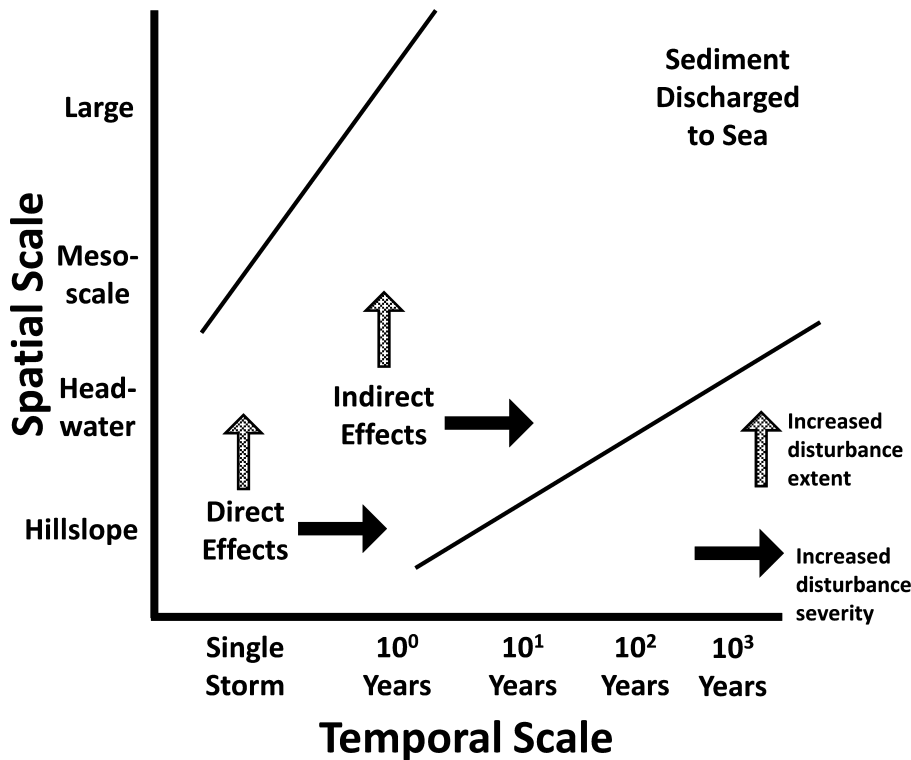 Spatial Scale
Large
Meso-
scale
Head-
water
Hillslope
Sediment
Discharged
to Sea
Indirect
Effects
Direct
Effects
Increased
disturbance
extent
Increased
disturbance
severity
Single
Storm
10⁰
Years
10¹
Years
10²
Years
10³
Years
Temporal Scale